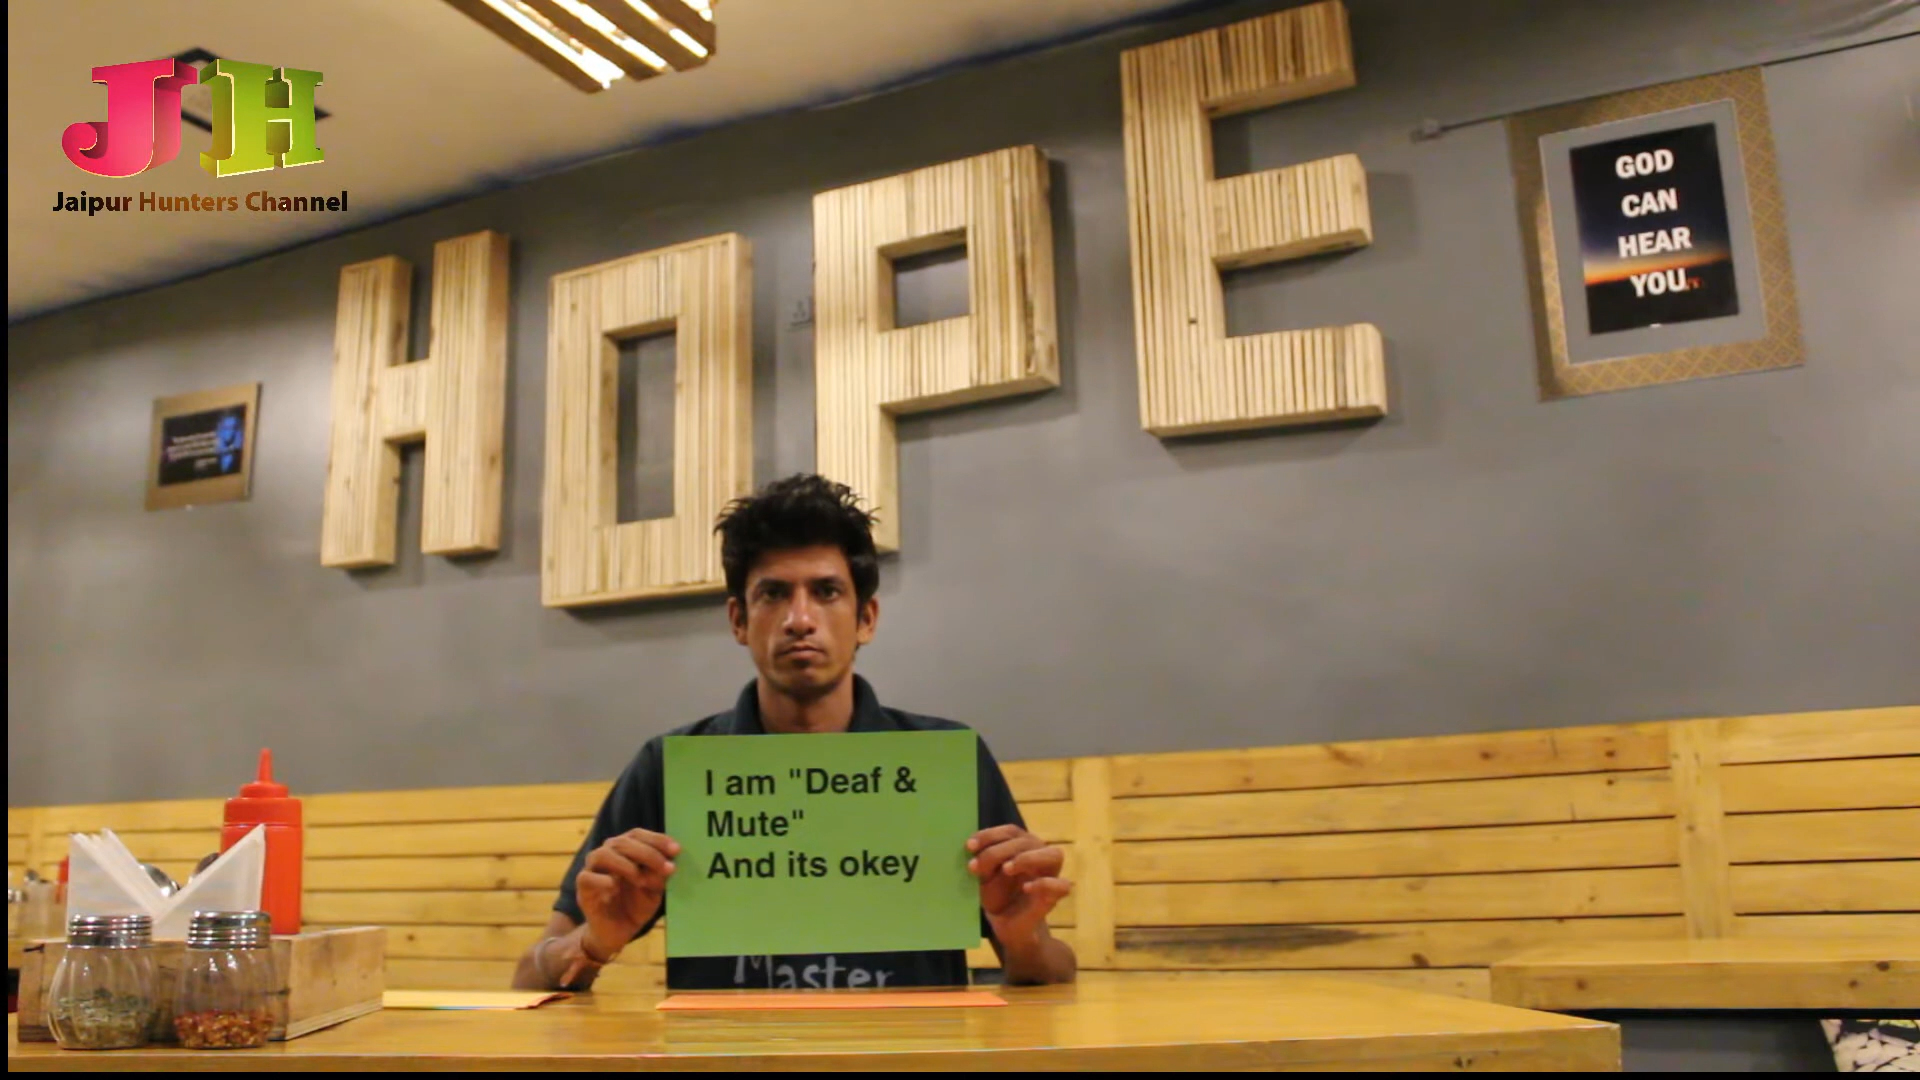 JH
Jaipur Hunters Channel
HOPE
GOD
CAN
HEAR
YOU
I am "Deaf &
Mute"
And its okey
Master